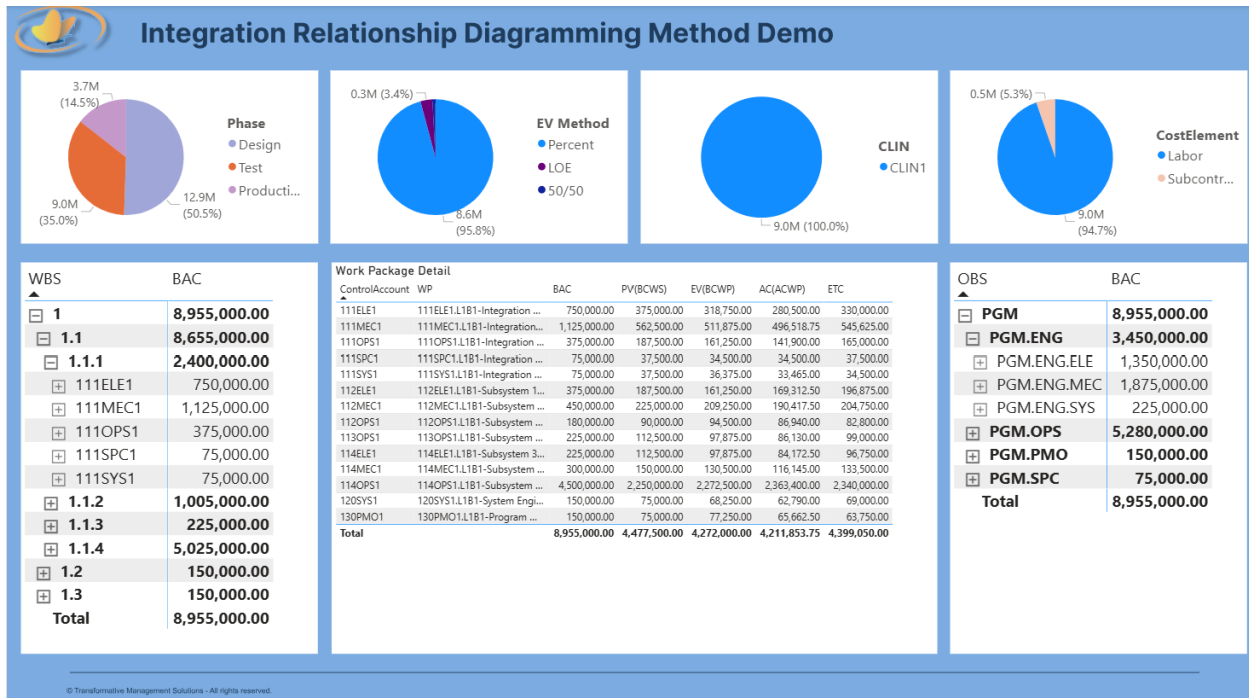 Integration Relationship Diagramming Method Demo
3.7M
(14.5%)
9.0M
(35.0%)
12.9M
(50.5%)
Phase
Design
Test
Producti...
0.3M (3.4%)
8.6M
(95.8%)
EV Method
Percent
LOE
50/50
9.0M (100.0%)
CLIN
CLIN1
0.5M (5.3%)
9.0M
(94.7%)
CostElement
Labor
Subcontr...
WBS BAC
1 8,955,000.00
1.1 8,655,000.00
1.1.1 2,400,000.00
111ELE1 750,000.00
111MEC1 1,125,000.00
111OPS1 375,000.00
111SPC1 75,000.00
111SYS1 75,000.00
1.1.2 1,005,000.00
1.1.3 225,000.00
1.1.4 5,025,000.00
1.2 150,000.00
1.3 150,000.00
Total 8,955,000.00
Work Package Detail
ControlAccount WP BAC PV(BCWS) EV(BCWP) AC(ACWP) ETC
111ELE1 111ELE1.L1B1-Integration ... 750,000.00 375,000.00 318,750.00 280,500.00 330,000.00
111MEC1 111MEC1.L1B1-Integration... 1,125,000.00 562,500.00 511,875.00 496,518.75 545,625.00
111OPS1 111OPS1.L1B1-Integration ... 375,000.00 187,500.00 161,250.00 141,900.00 165,000.00
111SPC1 111SPC1.L1B1-Integration ... 75,000.00 37,500.00 34,500.00 34,500.00 37,500.00
111SYS1 111SYS1.L1B1-Integration ... 75,000.00 37,500.00 36,375.00 33,465.00 34,500.00
112ELE1 112ELE1.L1B1-Subsystem 1... 375,000.00 187,500.00 161,250.00 169,312.50 196,875.00
112MEC1 112MEC1.L1B1-Subsystem ... 450,000.00 225,000.00 209,250.00 190,417.50 204,750.00
112OPS1 112OPS1.L1B1-Subsystem ... 180,000.00 90,000.00 94,500.00 86,940.00 82,800.00
113OPS1 113OPS1.L1B1-Subsystem ... 225,000.00 112,500.00 97,875.00 86,130.00 99,000.00
114ELE1 114ELE1.L1B1-Subsystem 3... 225,000.00 112,500.00 97,875.00 84,172.50 96,750.00
114MEC1 114MEC1.L1B1-Subsystem ... 300,000.00 150,000.00 130,500.00 116,145.00 133,500.00
114OPS1 114OPS1.L1B1-Subsystem ... 4,500,000.00 2,250,000.00 2,272,500.00 2,363,400.00 2,340,000.00
120SYS1 120SYS1.L1B1-System Engi... 150,000.00 75,000.00 68,250.00 62,790.00 69,000.00
130PMO1 130PMO1.L1B1-Program ... 150,000.00 75,000.00 77,250.00 65,662.50 63,750.00
Total 8,955,000.00 4,477,500.00 4,272,000.00 4,211,853.75 4,399,050.00
OBS BAC
PGM 8,955,000.00
PGM.ENG 3,450,000.00
PGM.ENG.ELE 1,350,000.00
PGM.ENG.MEC 1,875,000.00
PGM.ENG.SYS 225,000.00
PGM.OPS 5,280,000.00
PGM.PMO 150,000.00
PGM.SPC 75,000.00
Total 8,955,000.00
© Transformative Management Solutions - All rights reserved.